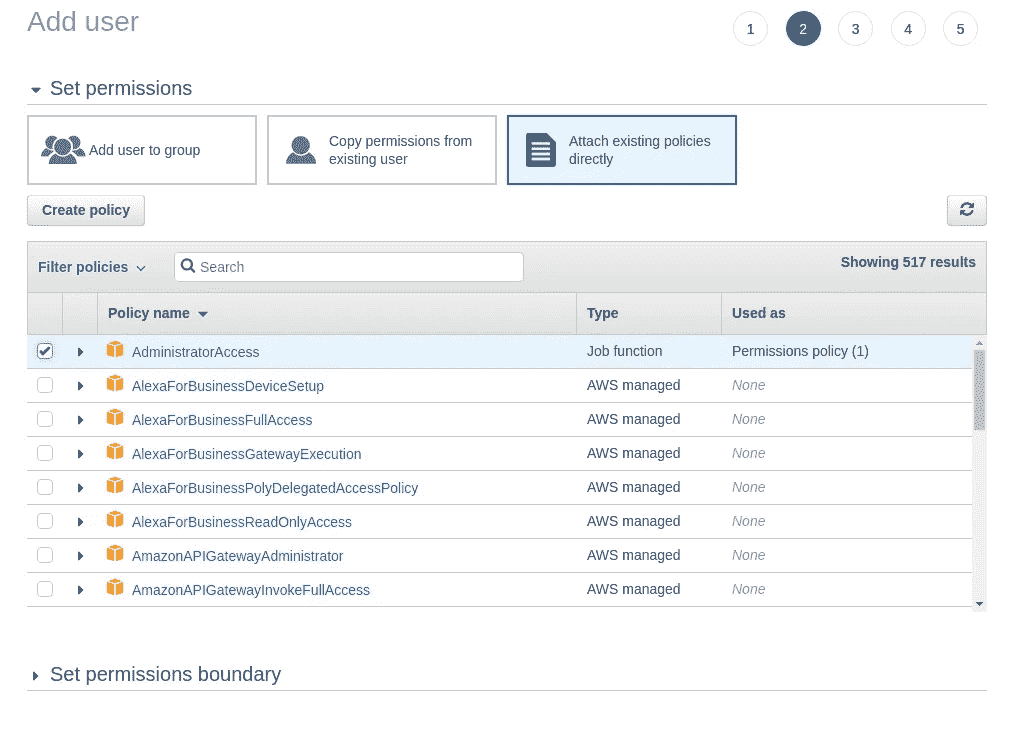 Add user
1 2 3 4 5
Set permissions
Add user to group
Copy permissions from
existing user
Attach existing policies
directly
Create policy
Filter policies Search Showing 517 results
Policy name Type Used as
AdministratorAccess Job function Permissions policy (1)
AlexaForBusinessDeviceSetup AWS managed None
AlexaForBusinessFullAccess AWS managed None
AlexaForBusinessGatewayExecution AWS managed None
AlexaForBusinessPolyDelegatedAccessPolicy AWS managed None
AlexaForBusinessReadOnlyAccess AWS managed None
AmazonAPIGatewayAdministrator AWS managed None
AmazonAPIGatewayInvokeFullAccess AWS managed None
Set permissions boundary